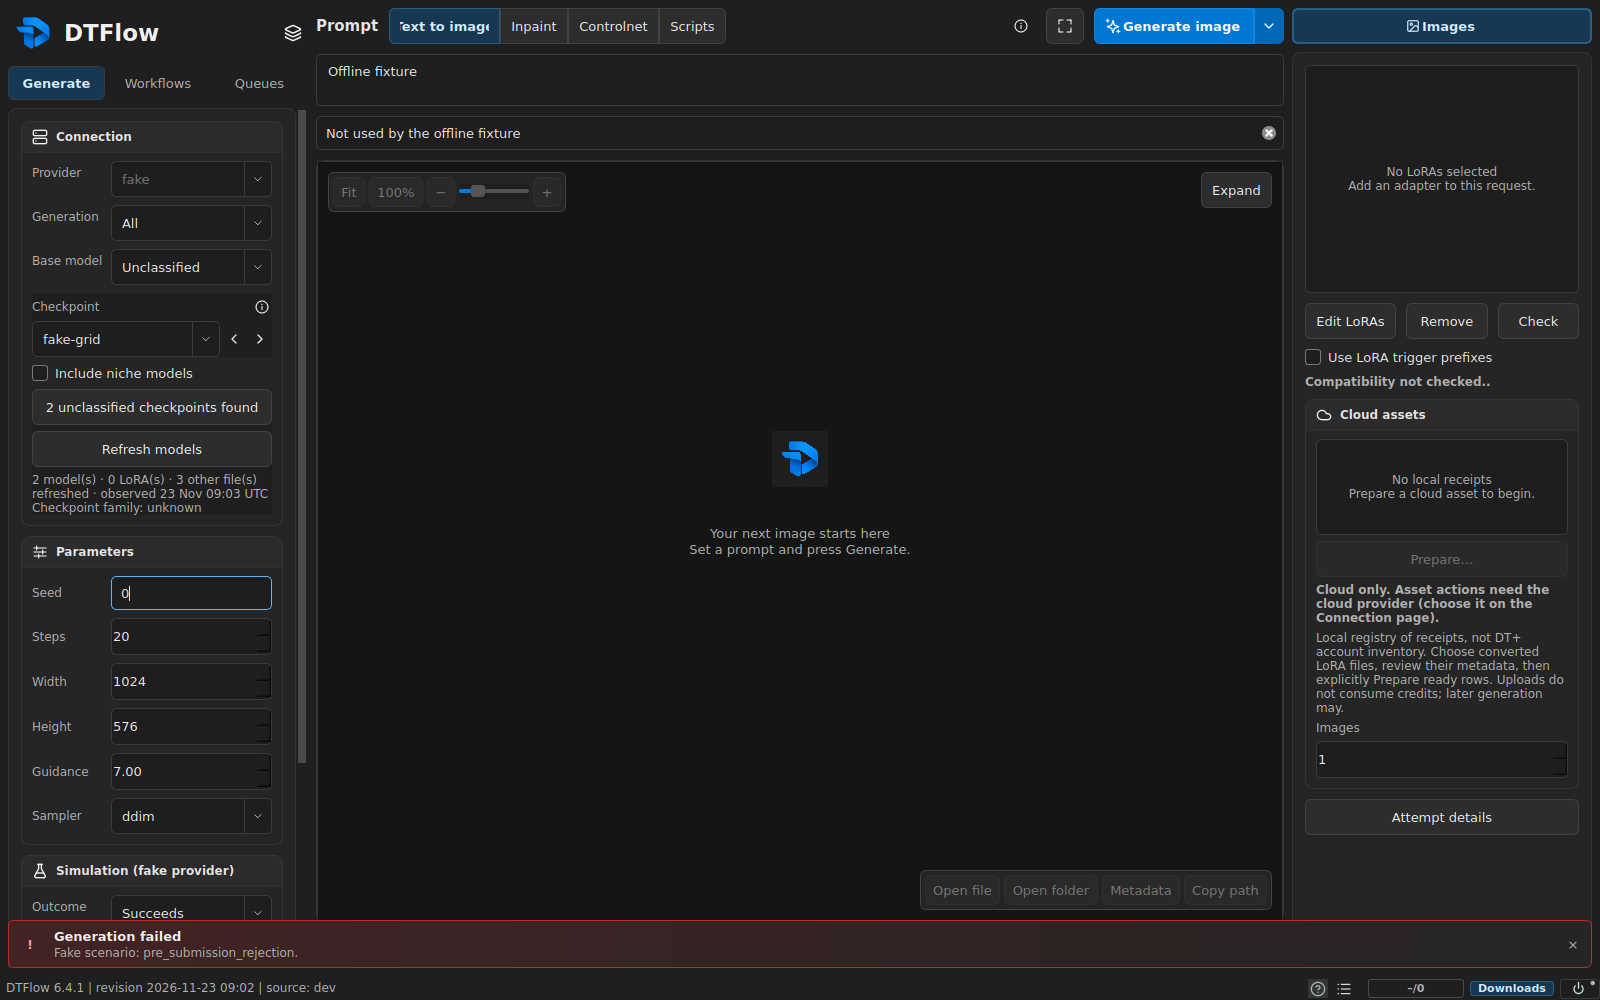 DTFlow
Generate
Workflows
Queues
Connection
Provider
fake
Generation
All
Base model
Unclassified
Checkpoint
fake-grid
Include niche models
2 unclassified checkpoints found
Refresh models
2 model(s) · 0 LoRA(s) · 3 other file(s)
refreshed · observed 23 Nov 09:03 UTC
Checkpoint family: unknown
Parameters
Seed
0
Steps
20
Width
1024
Height
576
Guidance
7.00
Sampler
ddim
Simulation (fake provider)
Outcome
Succeeds
Prompt
Text to image
Inpaint
Controlnet
Scripts
Generate image
Offline fixture
Not used by the offline fixture
Fit
100%
−
+
Expand
Your next image starts here
Set a prompt and press Generate.
Open file
Open folder
Metadata
Copy path
Images
No LoRAs selected
Add an adapter to this request.
Edit LoRAs
Remove
Check
Use LoRA trigger prefixes
Compatibility not checked..
Cloud assets
No local receipts
Prepare a cloud asset to begin.
Prepare...
Cloud only. Asset actions need the
cloud provider (choose it on the
Connection page).
Local registry of receipts, not DT+
account inventory. Choose converted
LoRA files, review their metadata, then
explicitly Prepare ready rows. Uploads do
not consume credits; later generation
may.
Images
1
Attempt details
! Generation failed
Fake scenario: pre_submission_rejection.
×
DTFlow 6.4.1 | revision 2026-11-23 09:02 | source: dev
–/0
Downloads